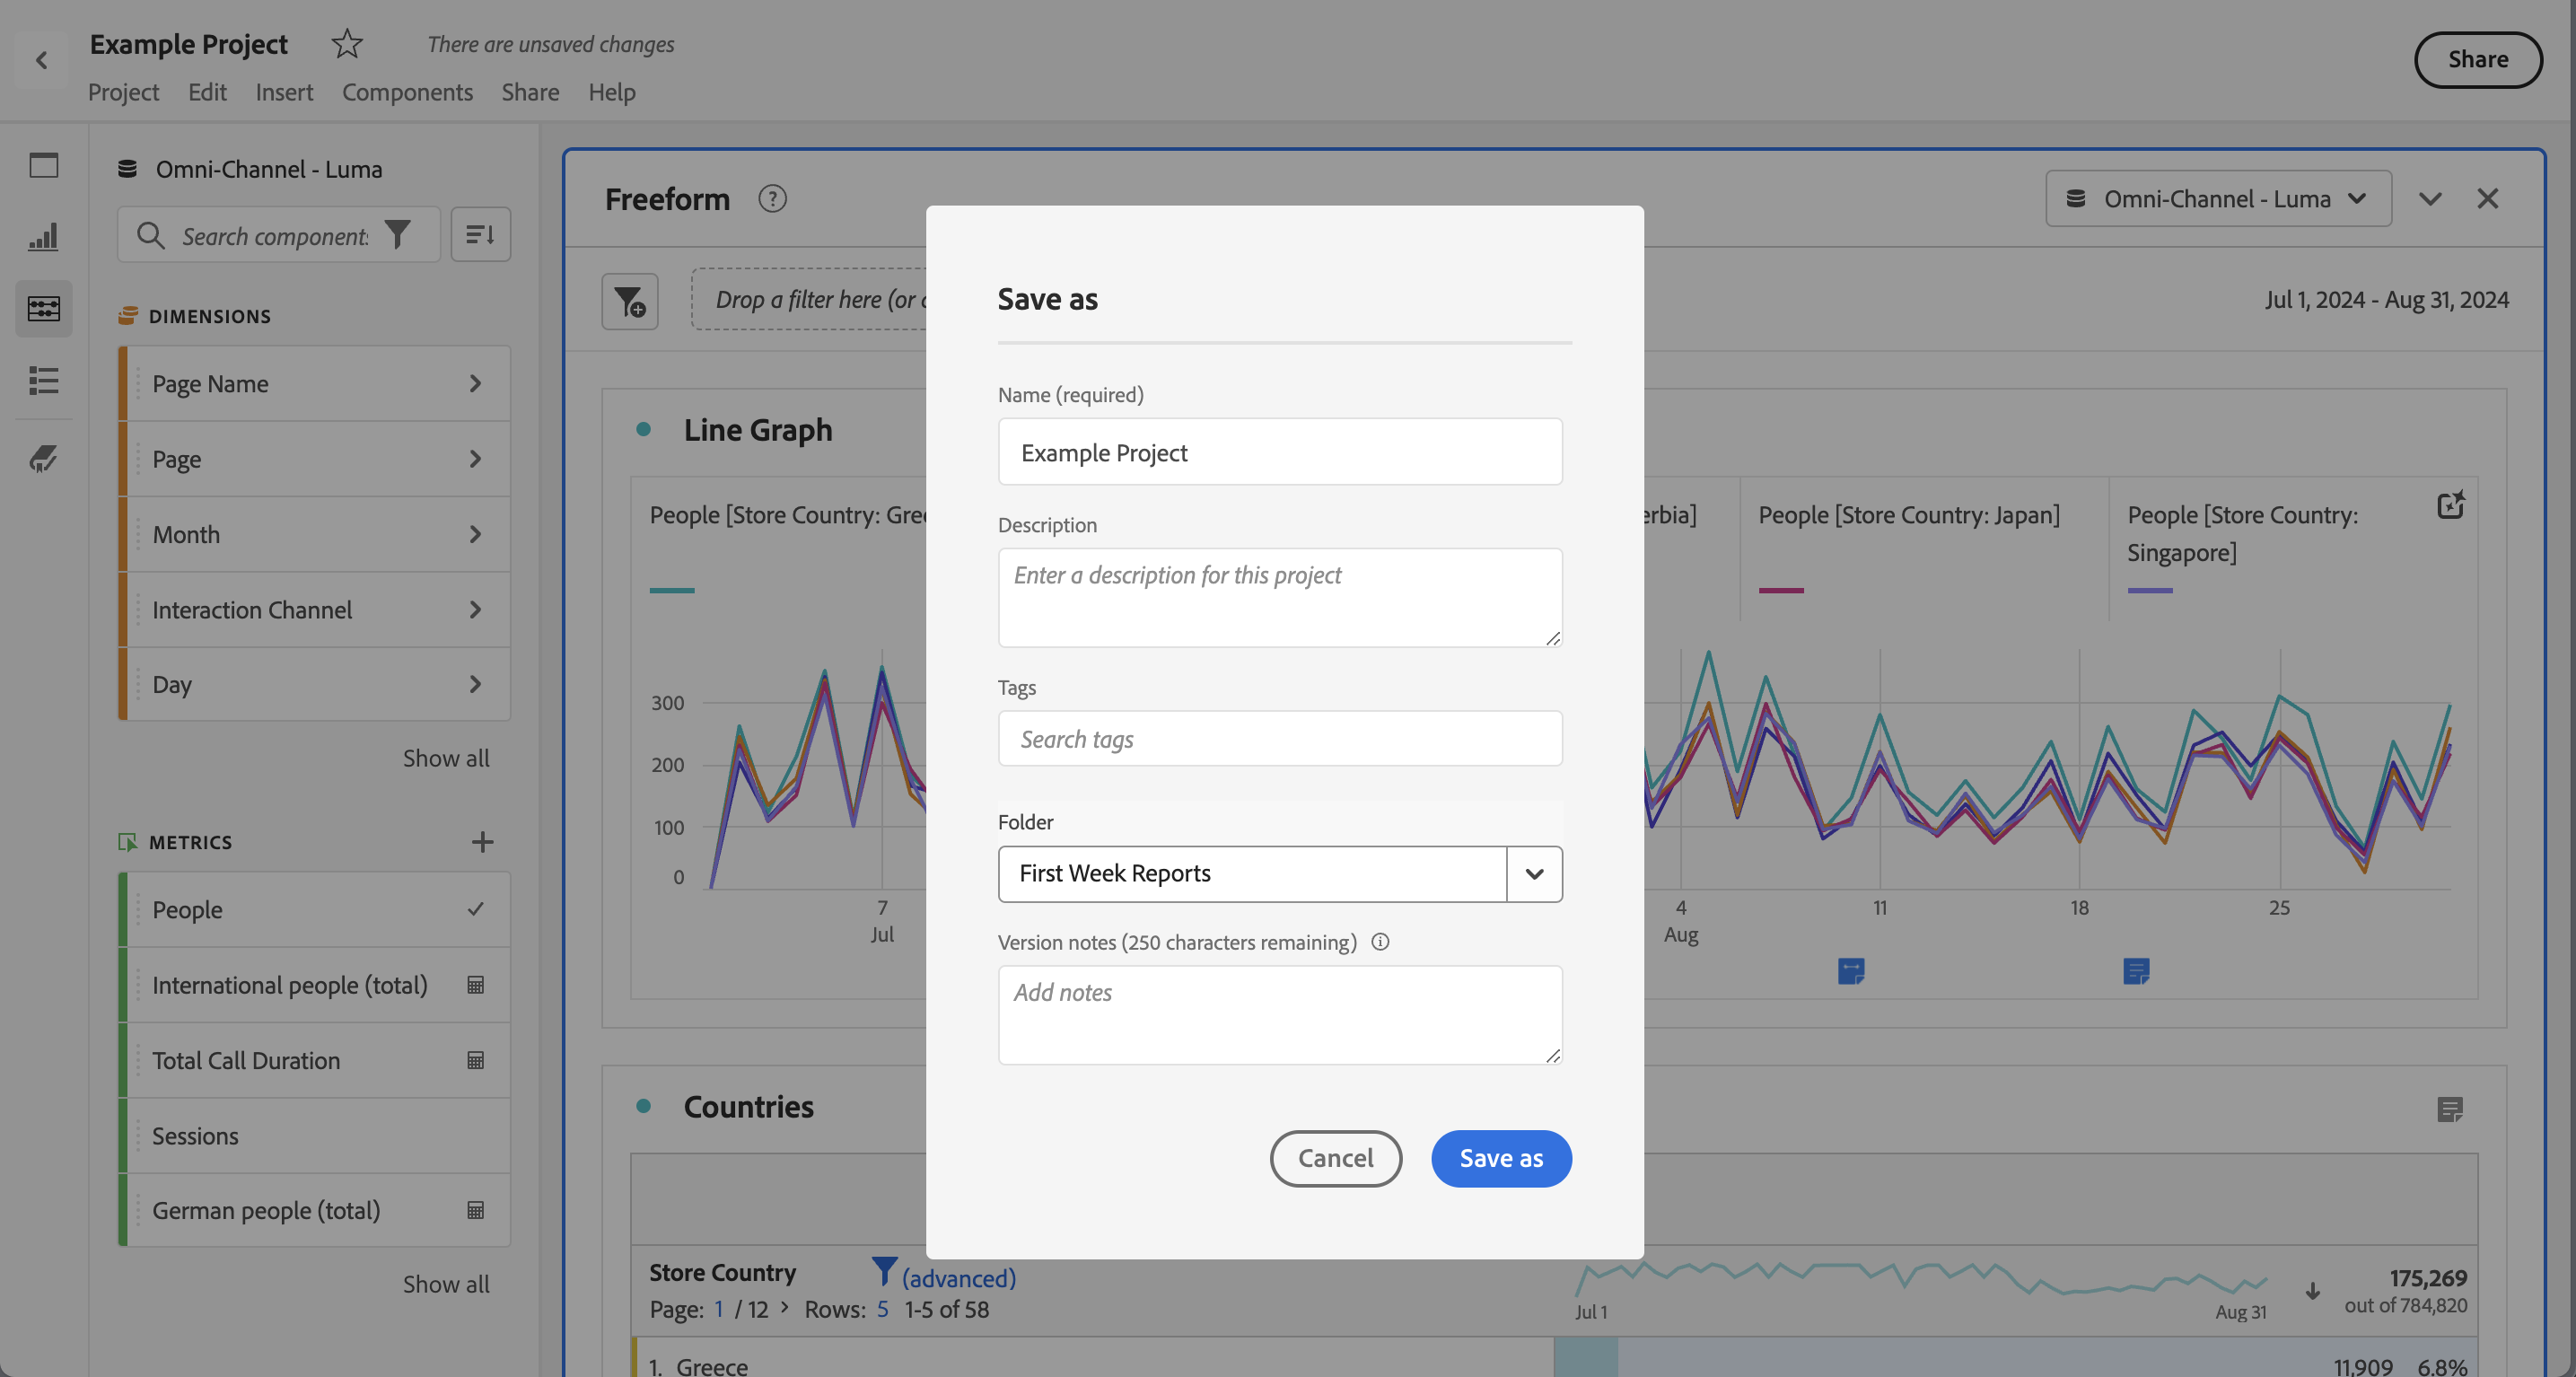 Example Project
There are unsaved changes
Share
Project Edit Insert Components Share Help
Omni-Channel - Luma
Search component
DIMENSIONS
Page Name
Page
Month
Interaction Channel
Day
Show all
METRICS
People
International people (total)
Total Call Duration
Sessions
German people (total)
Show all
Freeform
Omni-Channel - Luma
Drop a filter here (or
Jul 1, 2024 - Aug 31, 2024
Line Graph
People [Store Country: Gre
erbia]
People [Store Country: Japan]
People [Store Country:
Singapore]
300
200
100
0
7
Jul
4
Aug
11
18
25
Save as
Name (required)
Example Project
Description
Enter a description for this project
Tags
Search tags
Folder
First Week Reports
Version notes (250 characters remaining)
Add notes
Cancel
Save as
Countries
Store Country
(advanced)
Page: 1 / 12 > Rows: 5 1-5 of 58
Jul 1
Aug 31
175,269
out of 784,820
1. Greece
11,909 6.8%